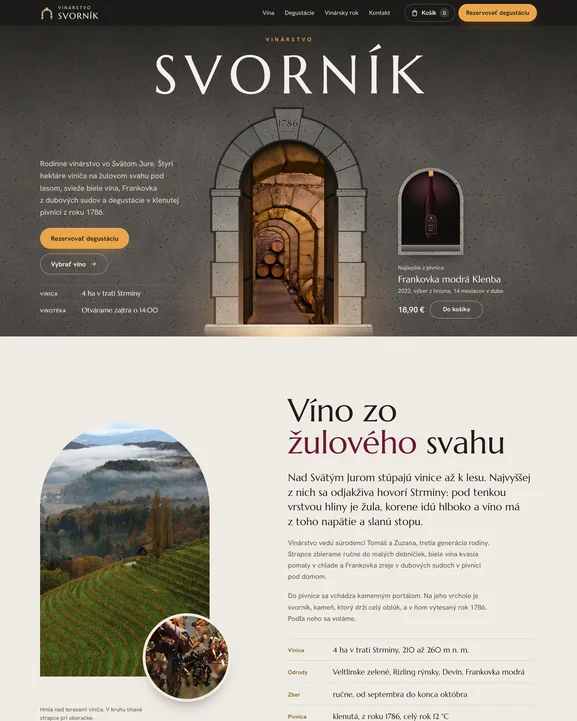 VINÁRSTVO
SVORNÍK
Vína Degustácie Vinársky rok Kontakt Košík 0 Rezervovať degustáciu
VINÁRSTVO
SVORNÍK
1786
Rodinné vinárstvo vo Svätom Jure. Štyri
hektáre viníc na žulovom svahu pod
lesom, svieže biele vína, Frankovka
z dubových sudov a degustácie v klenutej
pivnici z roku 1786.
Rezervovať degustáciu
Vybrať víno →
VINICA 4 ha v trati Strminy
VINOTÉKA Otvárame zajtra o 14:00
Najlepšie z pivnice
Frankovka modrá Klenba
2022, výber z hrozna, 14 mesiacov v dube
18,90 € Do košíka
Víno zo
žulového svahu
Nad Svätým Jurom stúpajú vinice až k lesu. Najvyššej
z nich sa odjakživa hovorí Strminy: pod tenkou
vrstvou hliny je žula, korene idú hlboko a víno má
z toho napätie a slanú stopu.
Vinárstvo vedú súrodenci Tomáš a Zuzana, tretia generácia rodiny.
Strapce zbierame ručne do malých debničiek, biele vína kvasia
pomaly v chlade a Frankovka zreje v dubových sudoch v pivnici
pod domom.
Do pivnice sa vchádza kamenným portálom. Na jeho vrchole je
svorník, kameň, ktorý drží celý oblúk, a v ňom vytesaný rok 1786.
Podľa neho sa voláme.
Vinica 4 ha v trati Strminy, 210 až 260 m n. m.
Odrody Veltlínske zelené, Rizling rýnsky, Devín, Frankovka modrá
Zber ručne, od septembra do konca októbra
Pivnica klenutá, z roku 1786, celý rok 12 °C
Hmla nad terasami viníc. V kruhu tmavé
strapce pri oberačke.